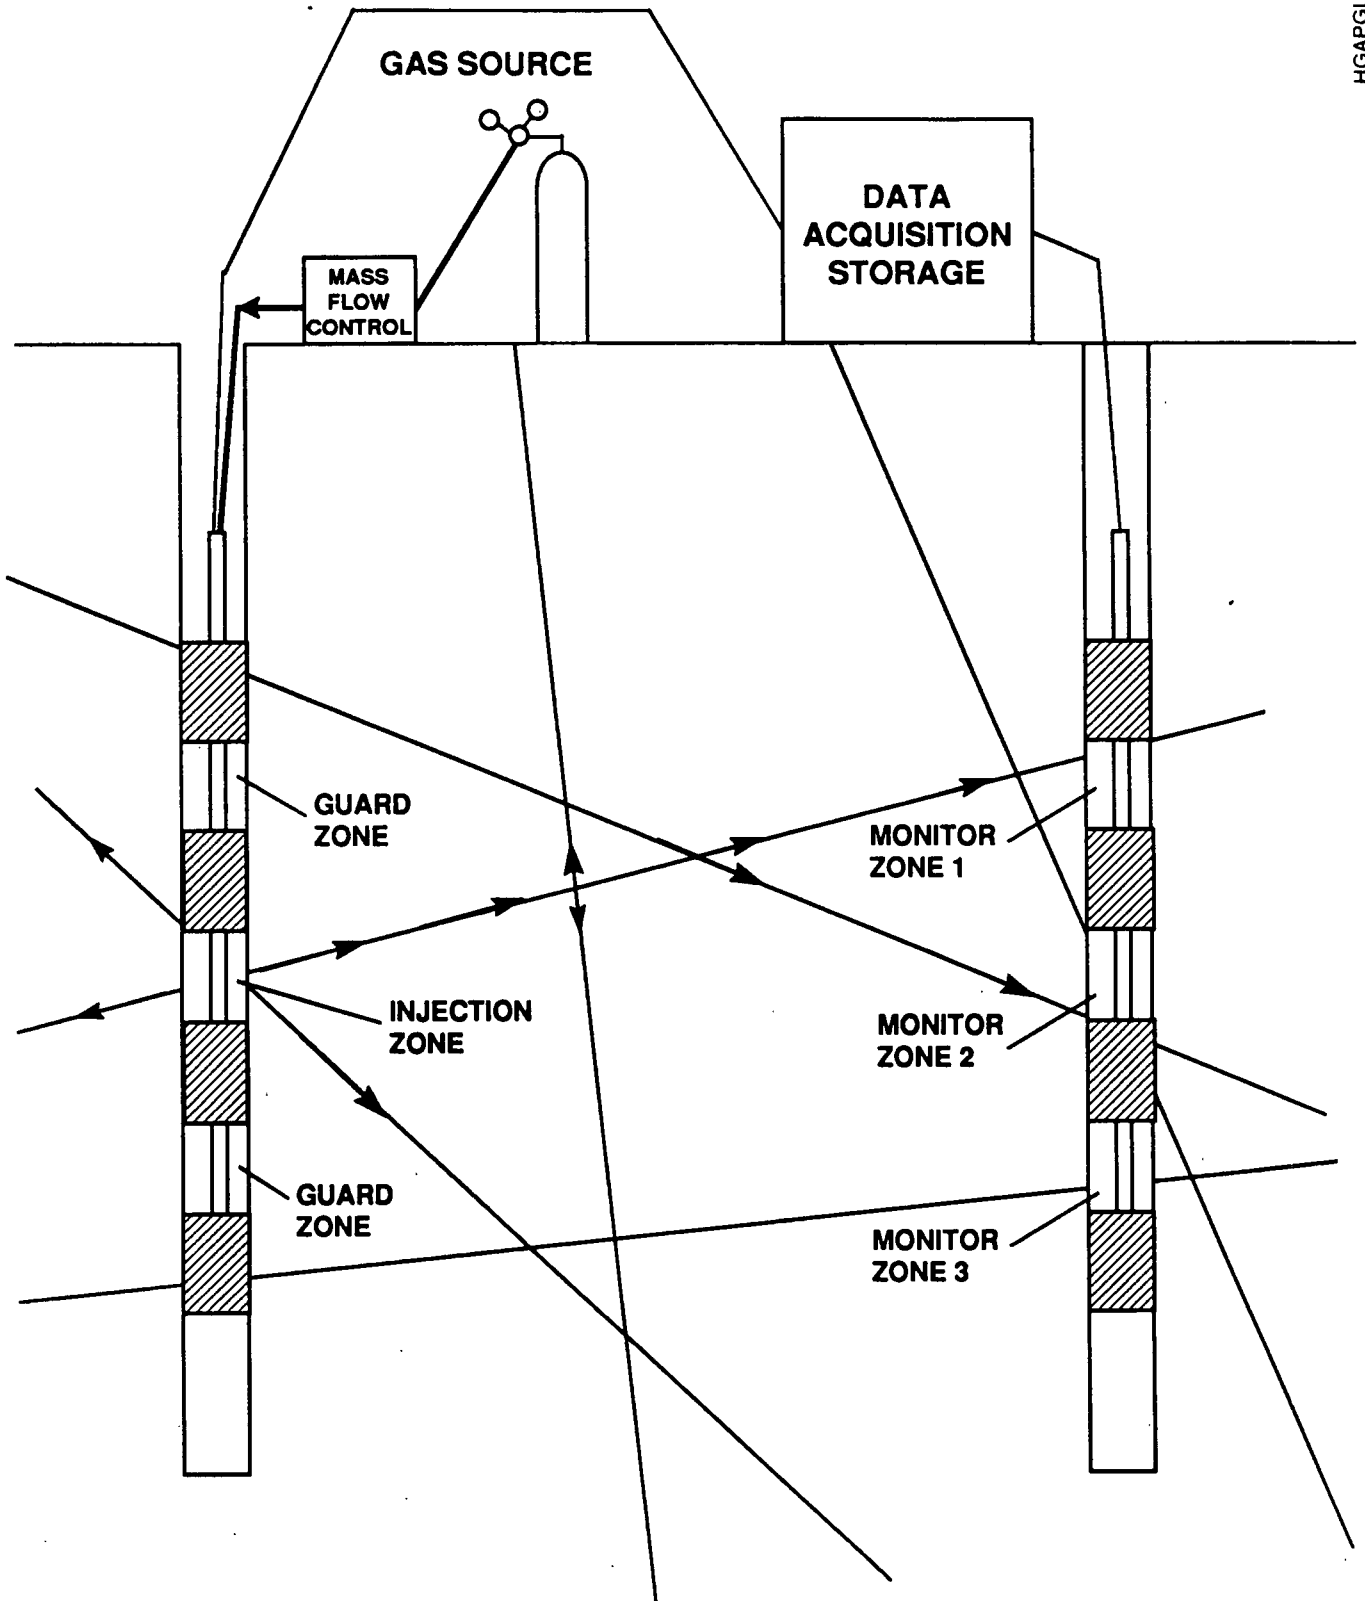 HGAPGI
GAS SOURCE
DATA
ACQUISITION
STORAGE
MASS
FLOW
CONTROL
GUARD
ZONE
MONITOR
ZONE 1
INJECTION
ZONE
MONITOR
ZONE 2
GUARD
ZONE
MONITOR
ZONE 3